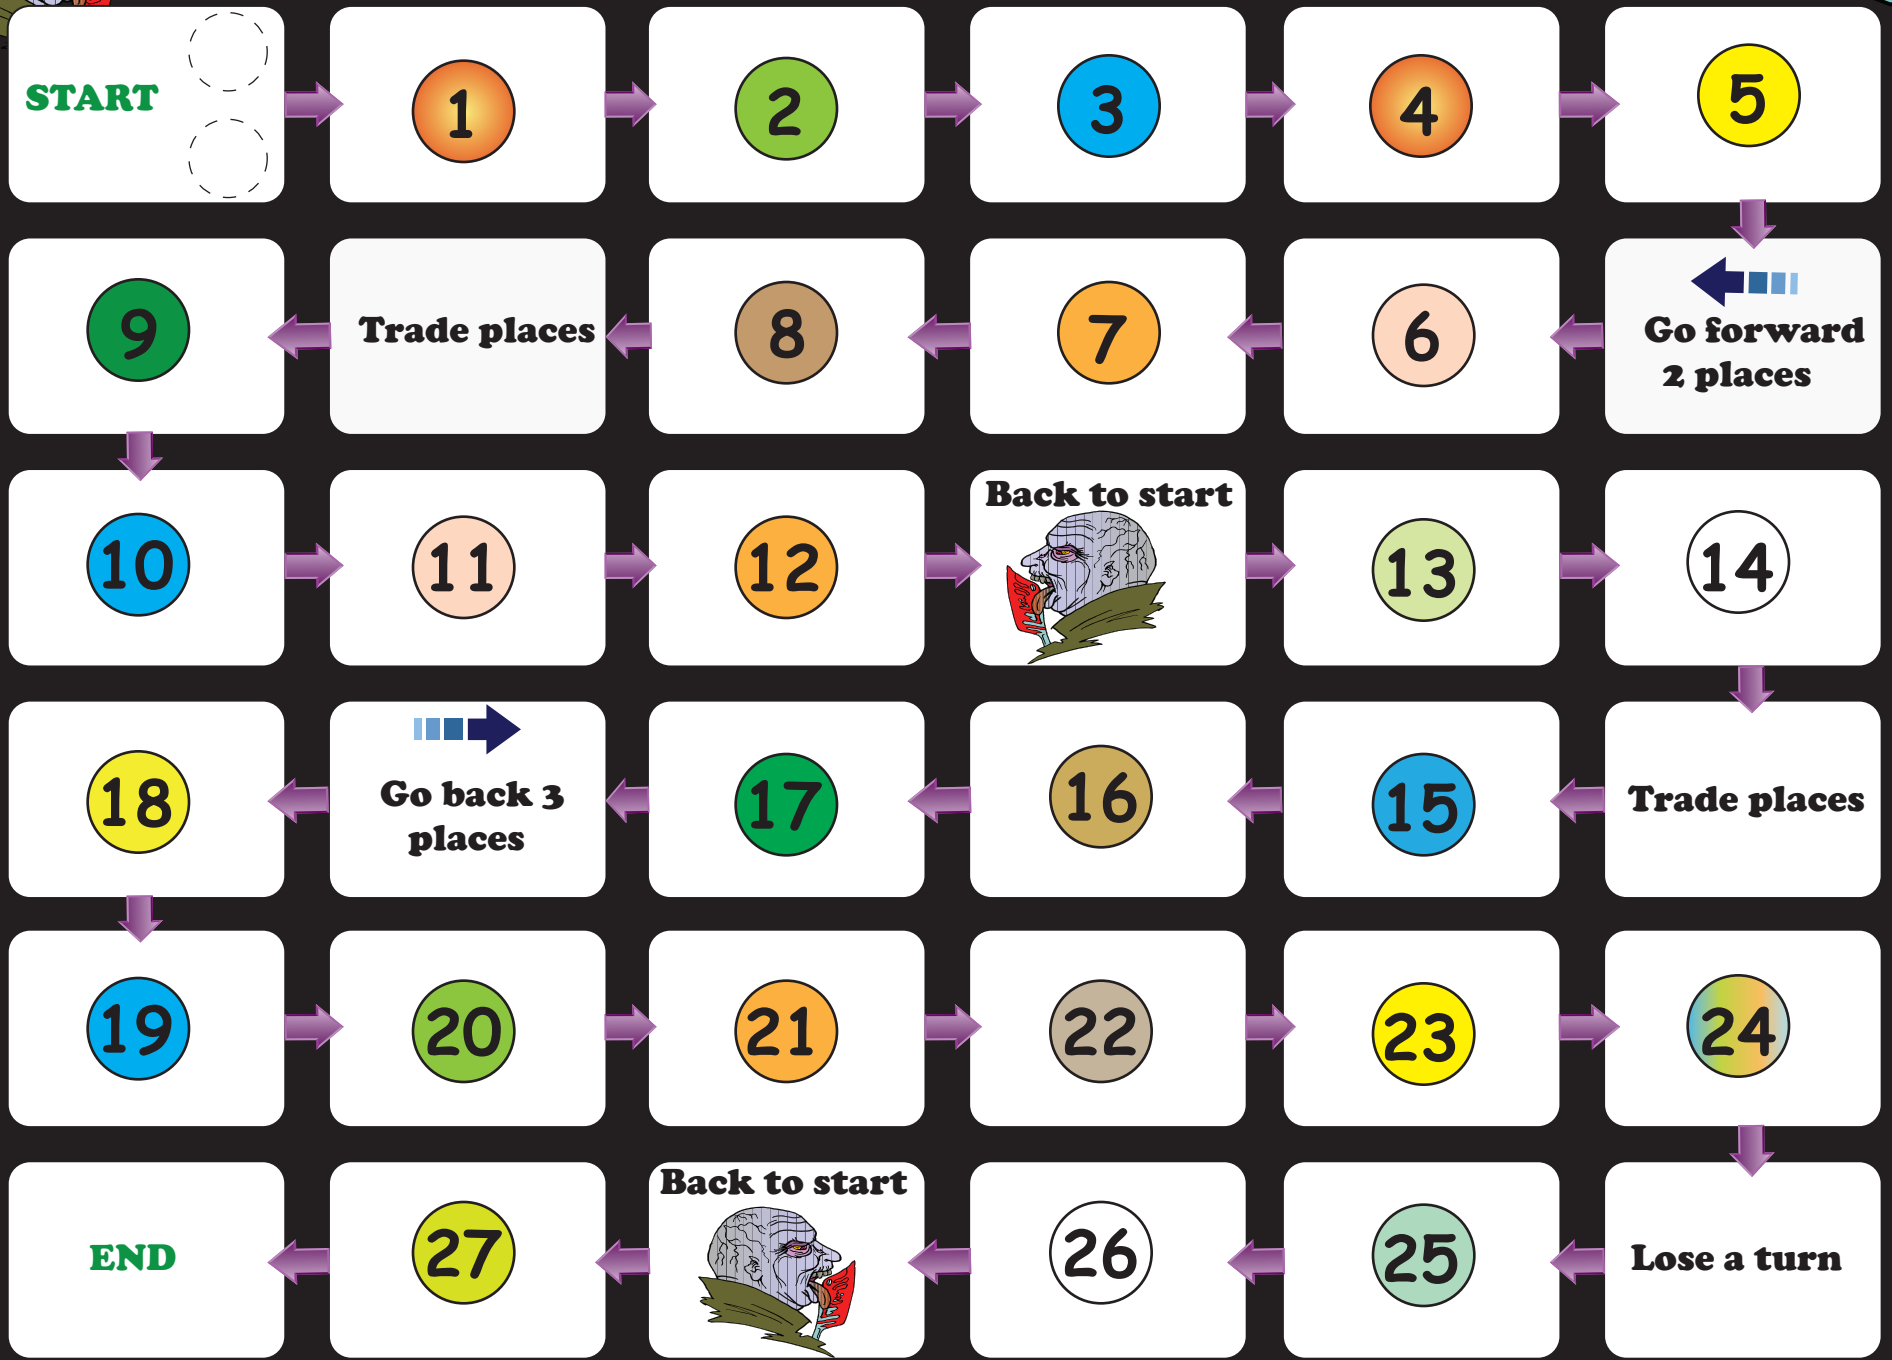 START
1
2
3
4
5
9
Trade places
8
7
6
Go forward
2 places
10
11
12
Back to start
13
14
18
Go back 3
places
17
16
15
Trade places
19
20
21
22
23
24
END
27
Back to start
26
25
Lose a turn